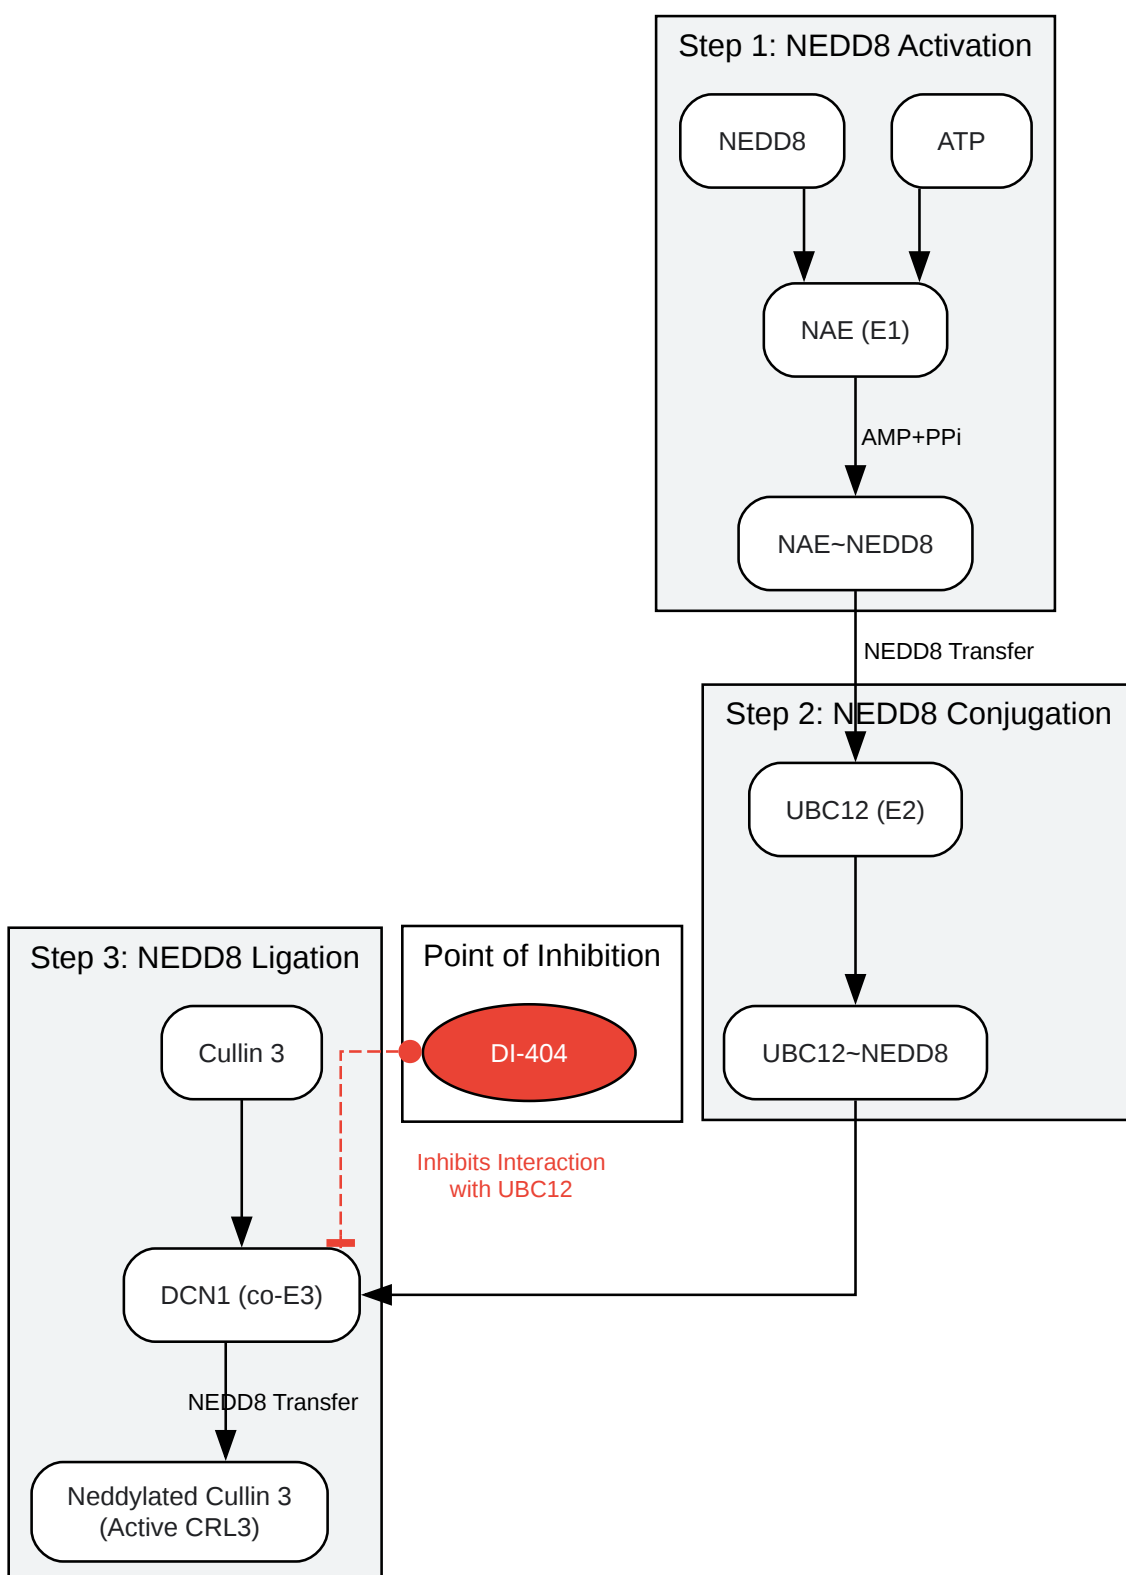 Step 1: NEDD8 Activation
NEDD8
ATP
NAE (E1)
AMP+PPi
NAE~NEDD8
NEDD8 Transfer
Step 2: NEDD8 Conjugation
UBC12 (E2)
UBC12~NEDD8
Point of Inhibition
DI-404
Inhibits Interaction
with UBC12
Step 3: NEDD8 Ligation
Cullin 3
DCN1 (co-E3)
NEDD8 Transfer
Neddylated Cullin 3
(Active CRL3)